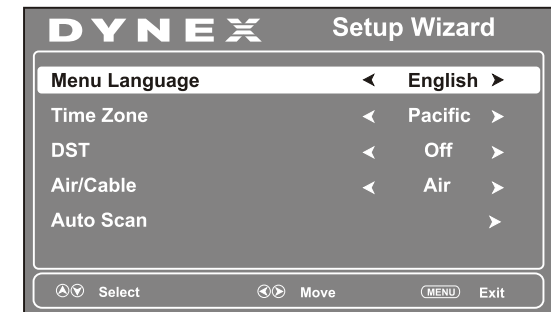 DYNEX Setup Wizard
Menu Language English
Time Zone Pacific
DST Off
Air/Cable Air
Auto Scan
Select Move MENU Exit